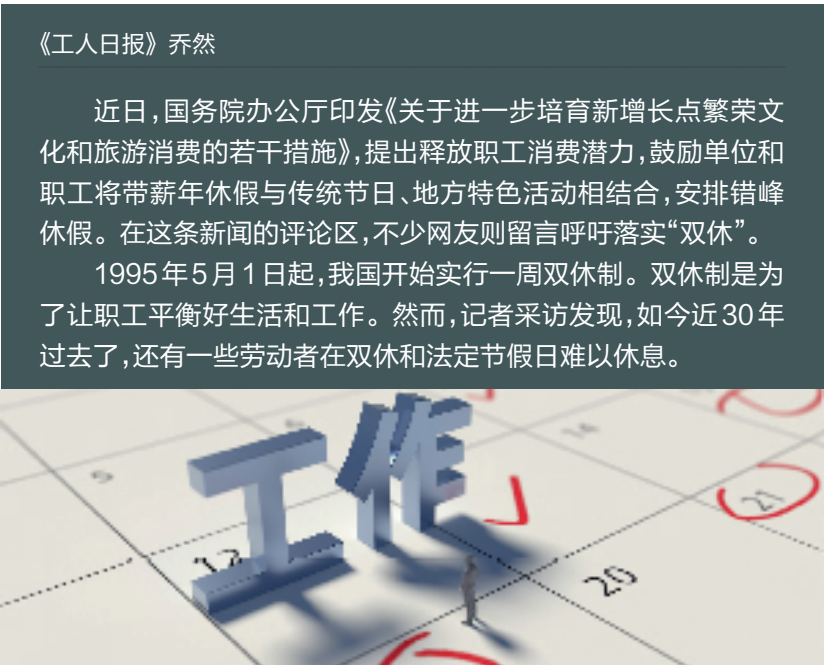 《工人日报》乔然
近日，国务院办公厅印发《关于进一步培育新增长点繁荣文
化和旅游消费的若干措施》，提出释放职工消费潜力，鼓励单位和
职工将带薪年休假与传统节日、地方特色活动相结合，安排错峰
休假。在这条新闻的评论区，不少网友则留言呼吁落实“双休”。
1995年5月1日起，我国开始实行一周双休制。双休制是为
了让职工平衡好生活和工作。然而，记者采访发现，如今近30年
过去了，还有一些劳动者在双休和法定节假日难以休息。
工作
14
5
21
12
20